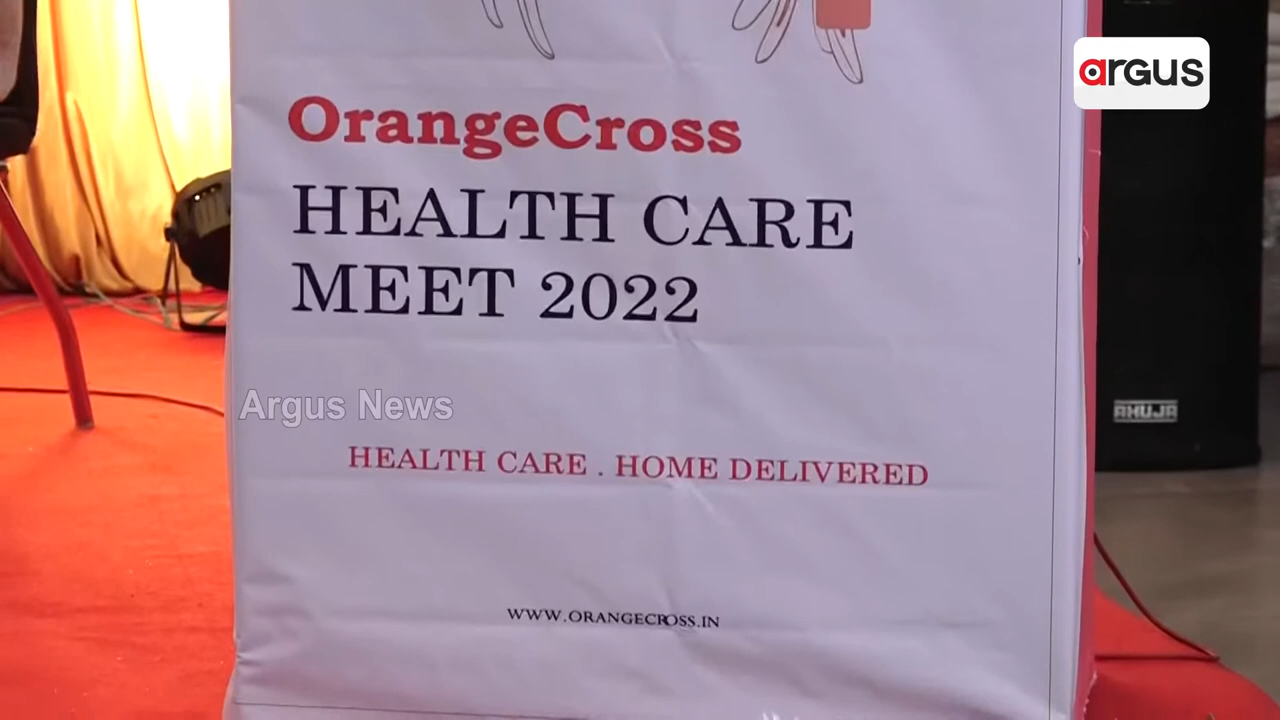 argus
OrangeCross
HEALTH CARE
MEET 2022
Argus News
HEALTH CARE . HOME DELIVERED
AHUJA
WWW.ORANGECROSS.IN